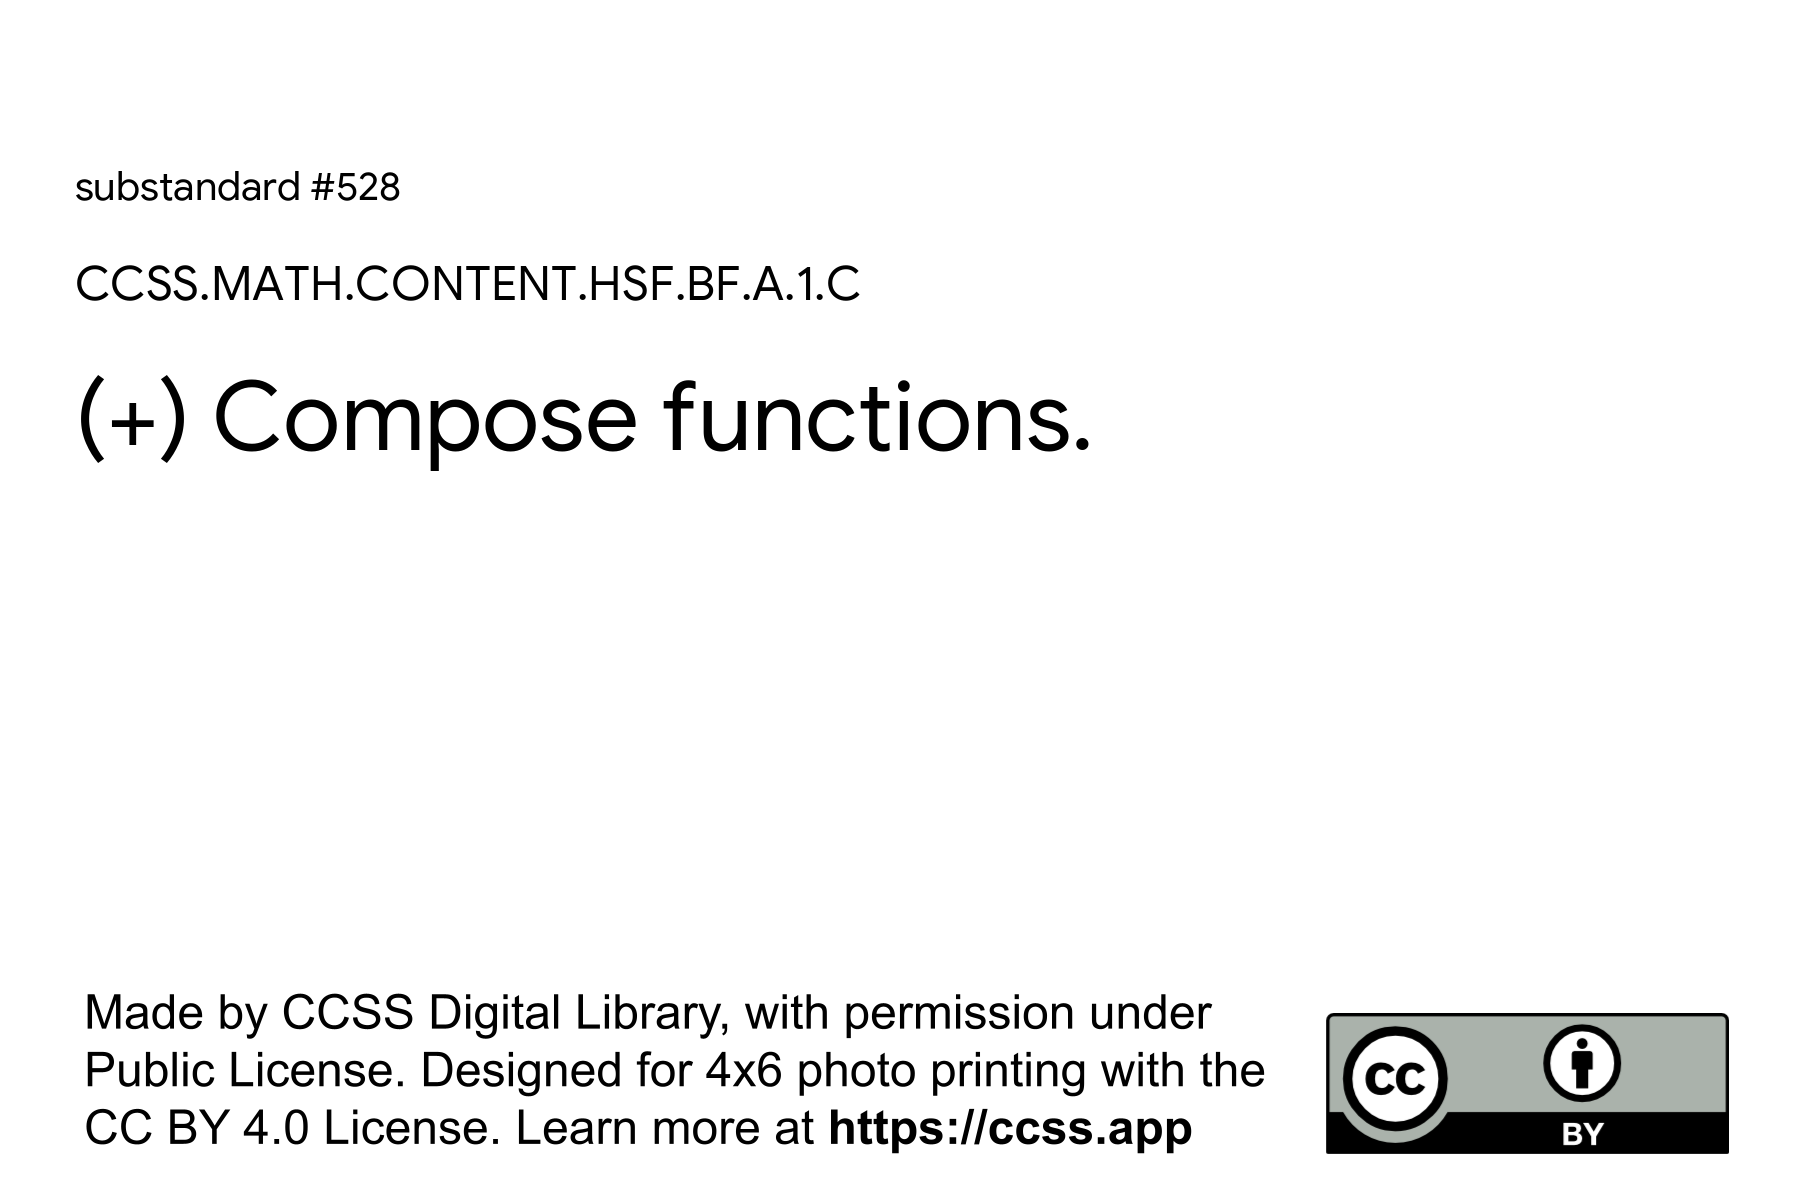 substandard #528
CCSS.MATH.CONTENT.HSF.BF.A.1.C
(+) Compose functions.
Made by CCSS Digital Library, with permission under
Public License. Designed for 4x6 photo printing with the
CC BY 4.0 License. Learn more at https://ccss.app
CC
BY